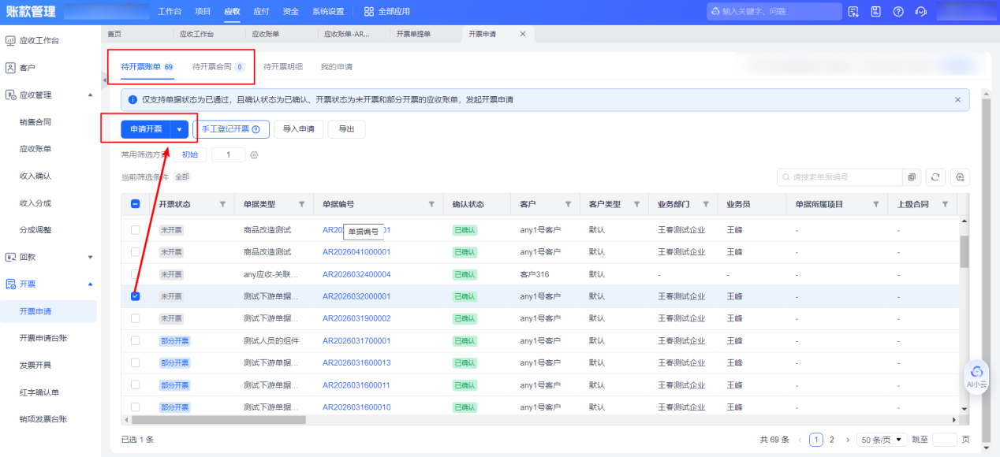 账款管理
工作台 项目 应收 应付 资金 系统设置 全部应用 输入关键字、问题
首页 应收工作台 应收账单 应收账单-AR... 开票单提单 开票申请
应收工作台
客户
应收管理
销售合同
应收账单
收入确认
收入分成
分成调整
回款
开票
开票申请
开票申请台账
发票开具
红字确认单
销项发票台账
待开票账单 69 待开票合同 0 待开票明细 我的申请
仅支持单据状态为已通过，且确认状态为已确认、开票状态为未开票和部分开票的应收账单，发起开票申请
申请开票 手工登记开票 导入申请 导出
常用筛选方案 初始 1
当前筛选条件 全部 请搜索单据编号
开票状态 单据类型 单据编号 确认状态 客户 客户类型 业务部门 业务员 单据所属项目 上级合同
未开票 商品改造测试 AR20 01 已确认 any1号客户 默认 王春测试企业 王峰 - -
单据编号
未开票 商品改造测试 AR2026041000001 已确认 any1号客户 默认 王春测试企业 王峰 - -
未开票 any应收-关联... AR2026032400004 已确认 客户316 默认 - - - -
未开票 测试下游单据... AR2026032000001 已确认 any1号客户 默认 王春测试企业 王峰 - -
未开票 测试下游单据... AR2026031900002 已确认 any1号客户 默认 王春测试企业 王峰 - -
部分开票 测试人员的组件 AR2026031700001 已确认 any1号客户 默认 王春测试企业 王峰 - -
部分开票 测试下游单据... AR2026031600013 已确认 any1号客户 默认 王春测试企业 王峰 - -
部分开票 测试下游单据... AR2026031600011 已确认 any1号客户 默认 王春测试企业 王峰 - -
部分开票 测试下游单据... AR2026031600010 已确认 any1号客户 默认 王春测试企业 王峰 - -
AI小云
已选 1 条 共 69 条 1 2 50 条/页 跳至 页